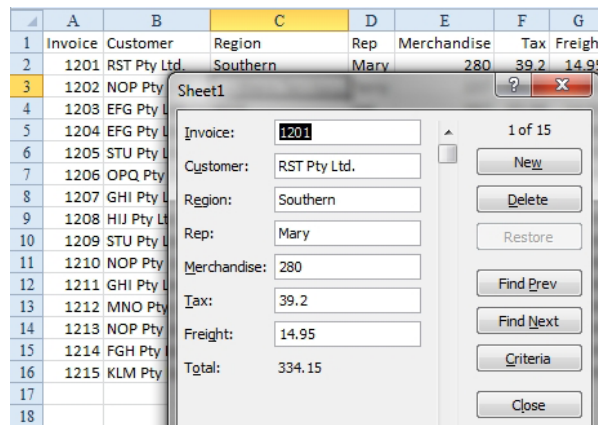 A B C D E F G
1 Invoice Customer Region Rep Merchandise Tax Freigh
2 1201 RST Pty Ltd. Southern Mary 280 39.2 14.95
3 1202 NOP Pty
4 1203 EFG Pty L
5 1204 EFG Pty L
6 1205 STU Pty L
7 1206 OPQ Pty
8 1207 GHI Pty L
9 1208 HIJ Pty Lt
10 1209 STU Pty L
11 1210 NOP Pty
12 1211 GHI Pty L
13 1212 MNO Pty
14 1213 NOP Pty
15 1214 FGH Pty
16 1215 KLM Pty
17
18
Sheet1
Invoice: 1201
Customer: RST Pty Ltd.
Region: Southern
Rep: Mary
Merchandise: 280
Tax: 39.2
Freight: 14.95
Total: 334.15
1 of 15
New
Delete
Restore
Find Prev
Find Next
Criteria
Close